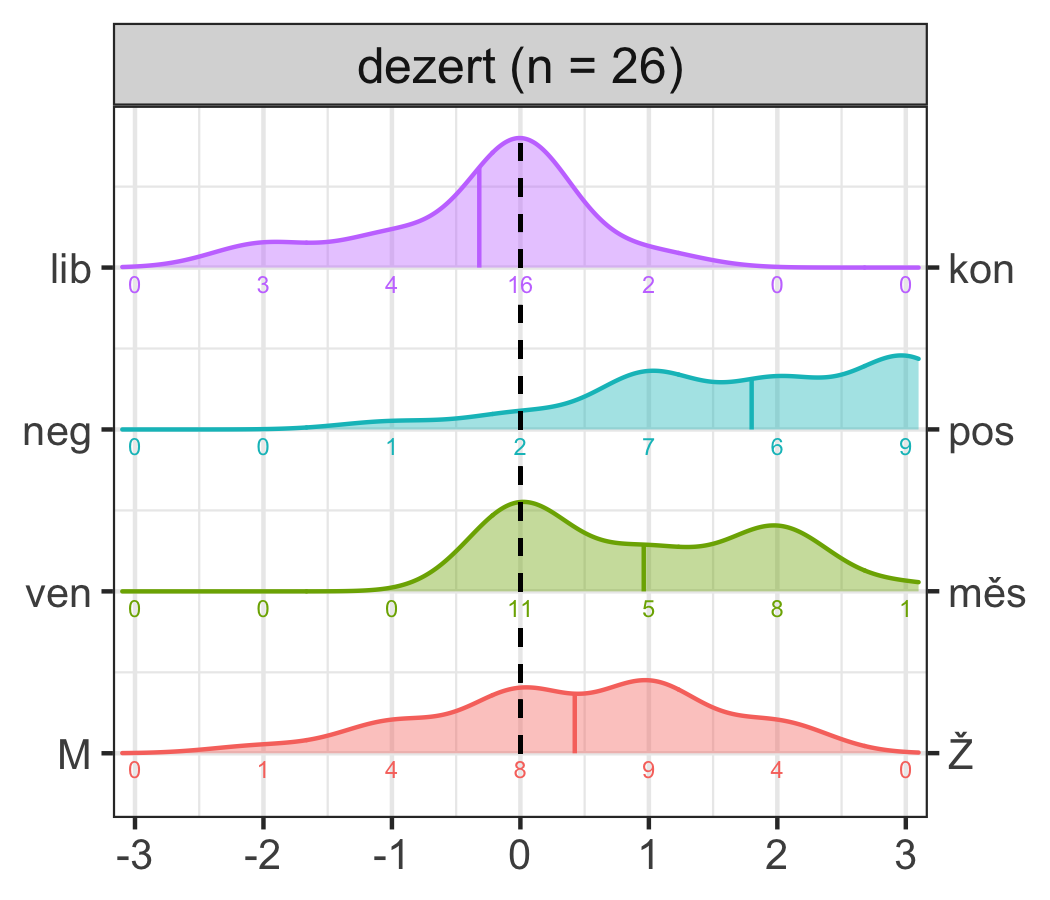 dezert (n = 26)
lib kon
0 3 4 16 2 0 0
neg pos
0 0 1 2 7 6 9
ven měs
0 0 0 11 5 8 1
M Ž
0 1 4 8 9 4 0
-3 -2 -1 0 1 2 3